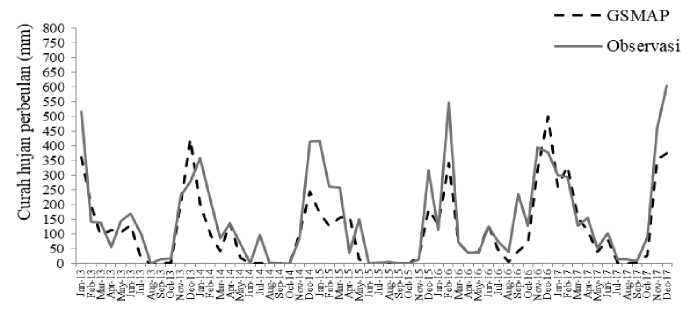 GSMAP
Observasi
Curah hujan perbeulan (mm)
800
750
700
650
600
550
500
450
400
350
300
250
200
150
100
50
0
Jan-13
Feb-13
Mar-13
Apr-13
May-13
Jun-13
Jul-13
Aug-13
Sep-13
Oct-13
Nov-13
Dec-13
Jan-14
Feb-14
Mar-14
Apr-14
May-14
Jun-14
Jul-14
Aug-14
Sep-14
Oct-14
Nov-14
Dec-14
Jan-15
Feb-15
Mar-15
Apr-15
May-15
Jun-15
Jul-15
Aug-15
Sep-15
Oct-15
Nov-15
Dec-15
Jan-16
Feb-16
Mar-16
Apr-16
May-16
Jun-16
Jul-16
Aug-16
Sep-16
Oct-16
Nov-16
Dec-16
Jan-17
Feb-17
Mar-17
Apr-17
May-17
Jun-17
Jul-17
Aug-17
Sep-17
Oct-17
Nov-17
Dec-17